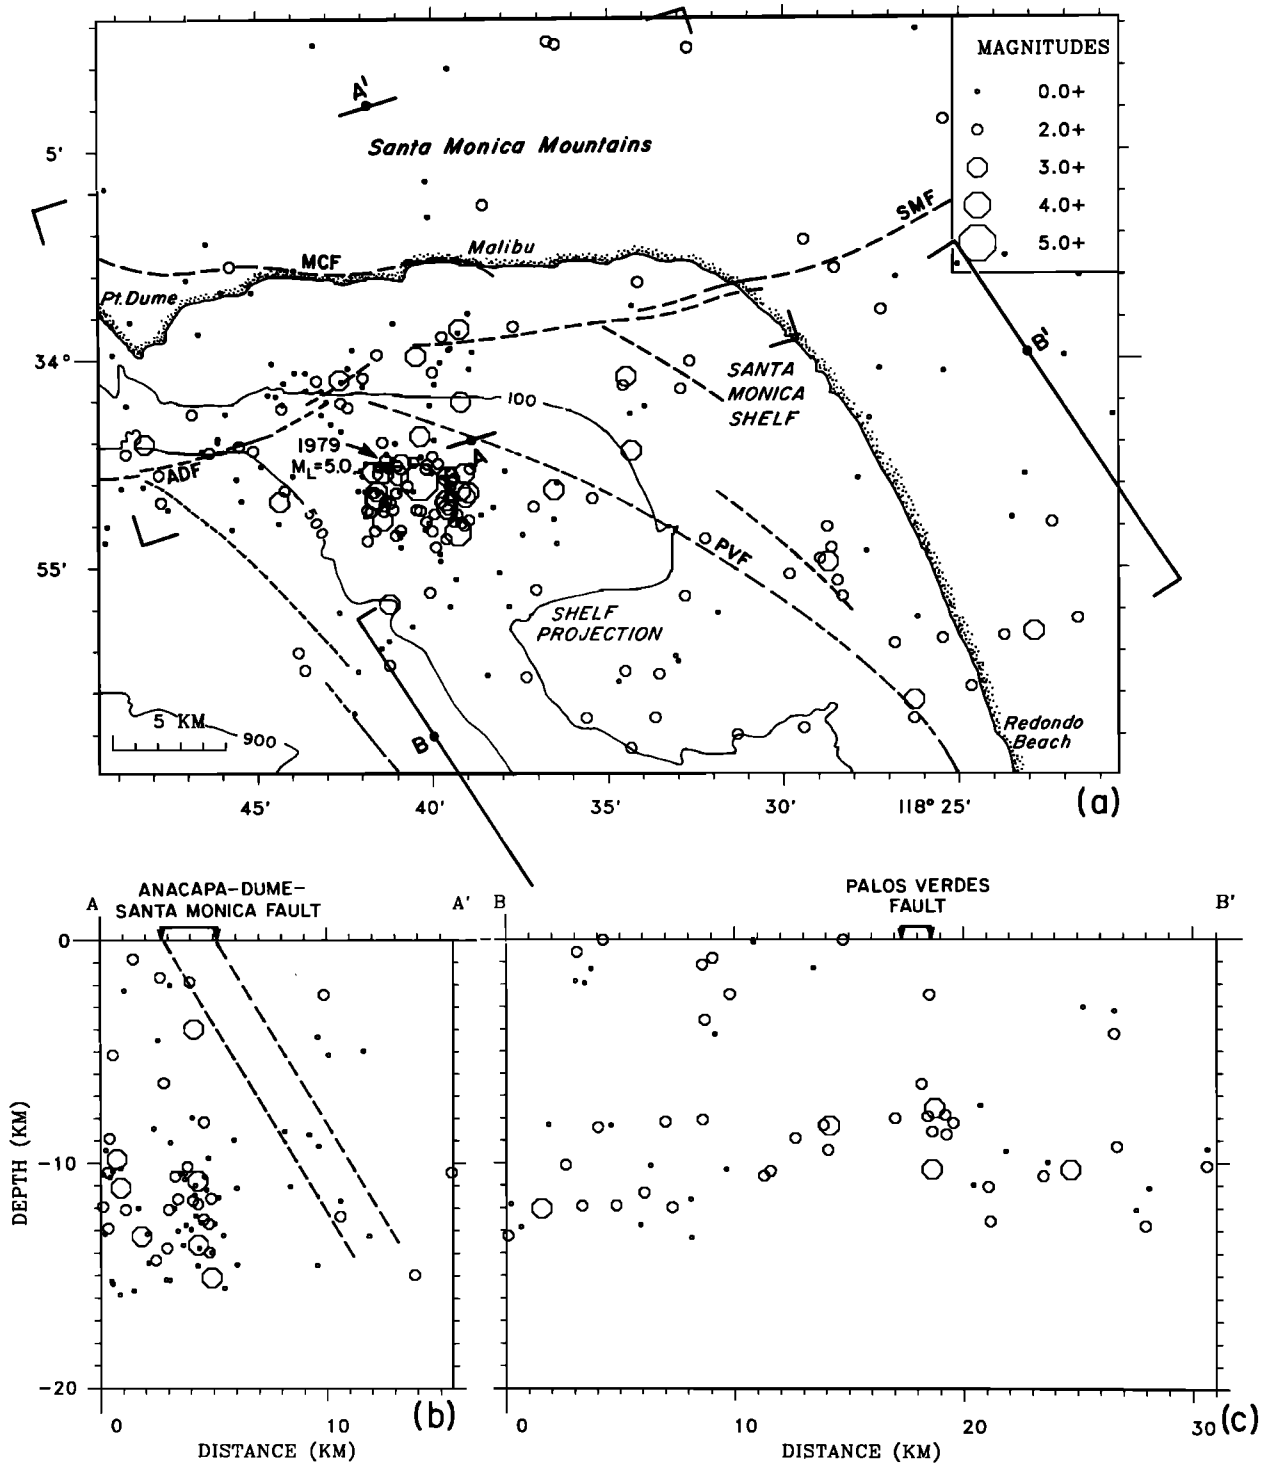 MAGNITUDES
0.0+
2.0+
3.0+
4.0+
5.0+
A'
Santa Monica Mountains
5'
SMF
Malibu
MCF
Pt. Dume
B'
34°
SANTA
MONICA
SHELF
100
1979
M_L=5.0
A
ADF
500
PVF
55'
SHELF
PROJECTION
5 KM
900
B
Redondo
Beach
45'
40'
35'
30'
118° 25'
(a)
ANACAPA-DUME-
SANTA MONICA FAULT
A
A'
0
-10
-20
DEPTH (KM)
0
10
(b)
DISTANCE (KM)
PALOS VERDES
FAULT
B
B'
0
10
20
30
(c)
DISTANCE (KM)